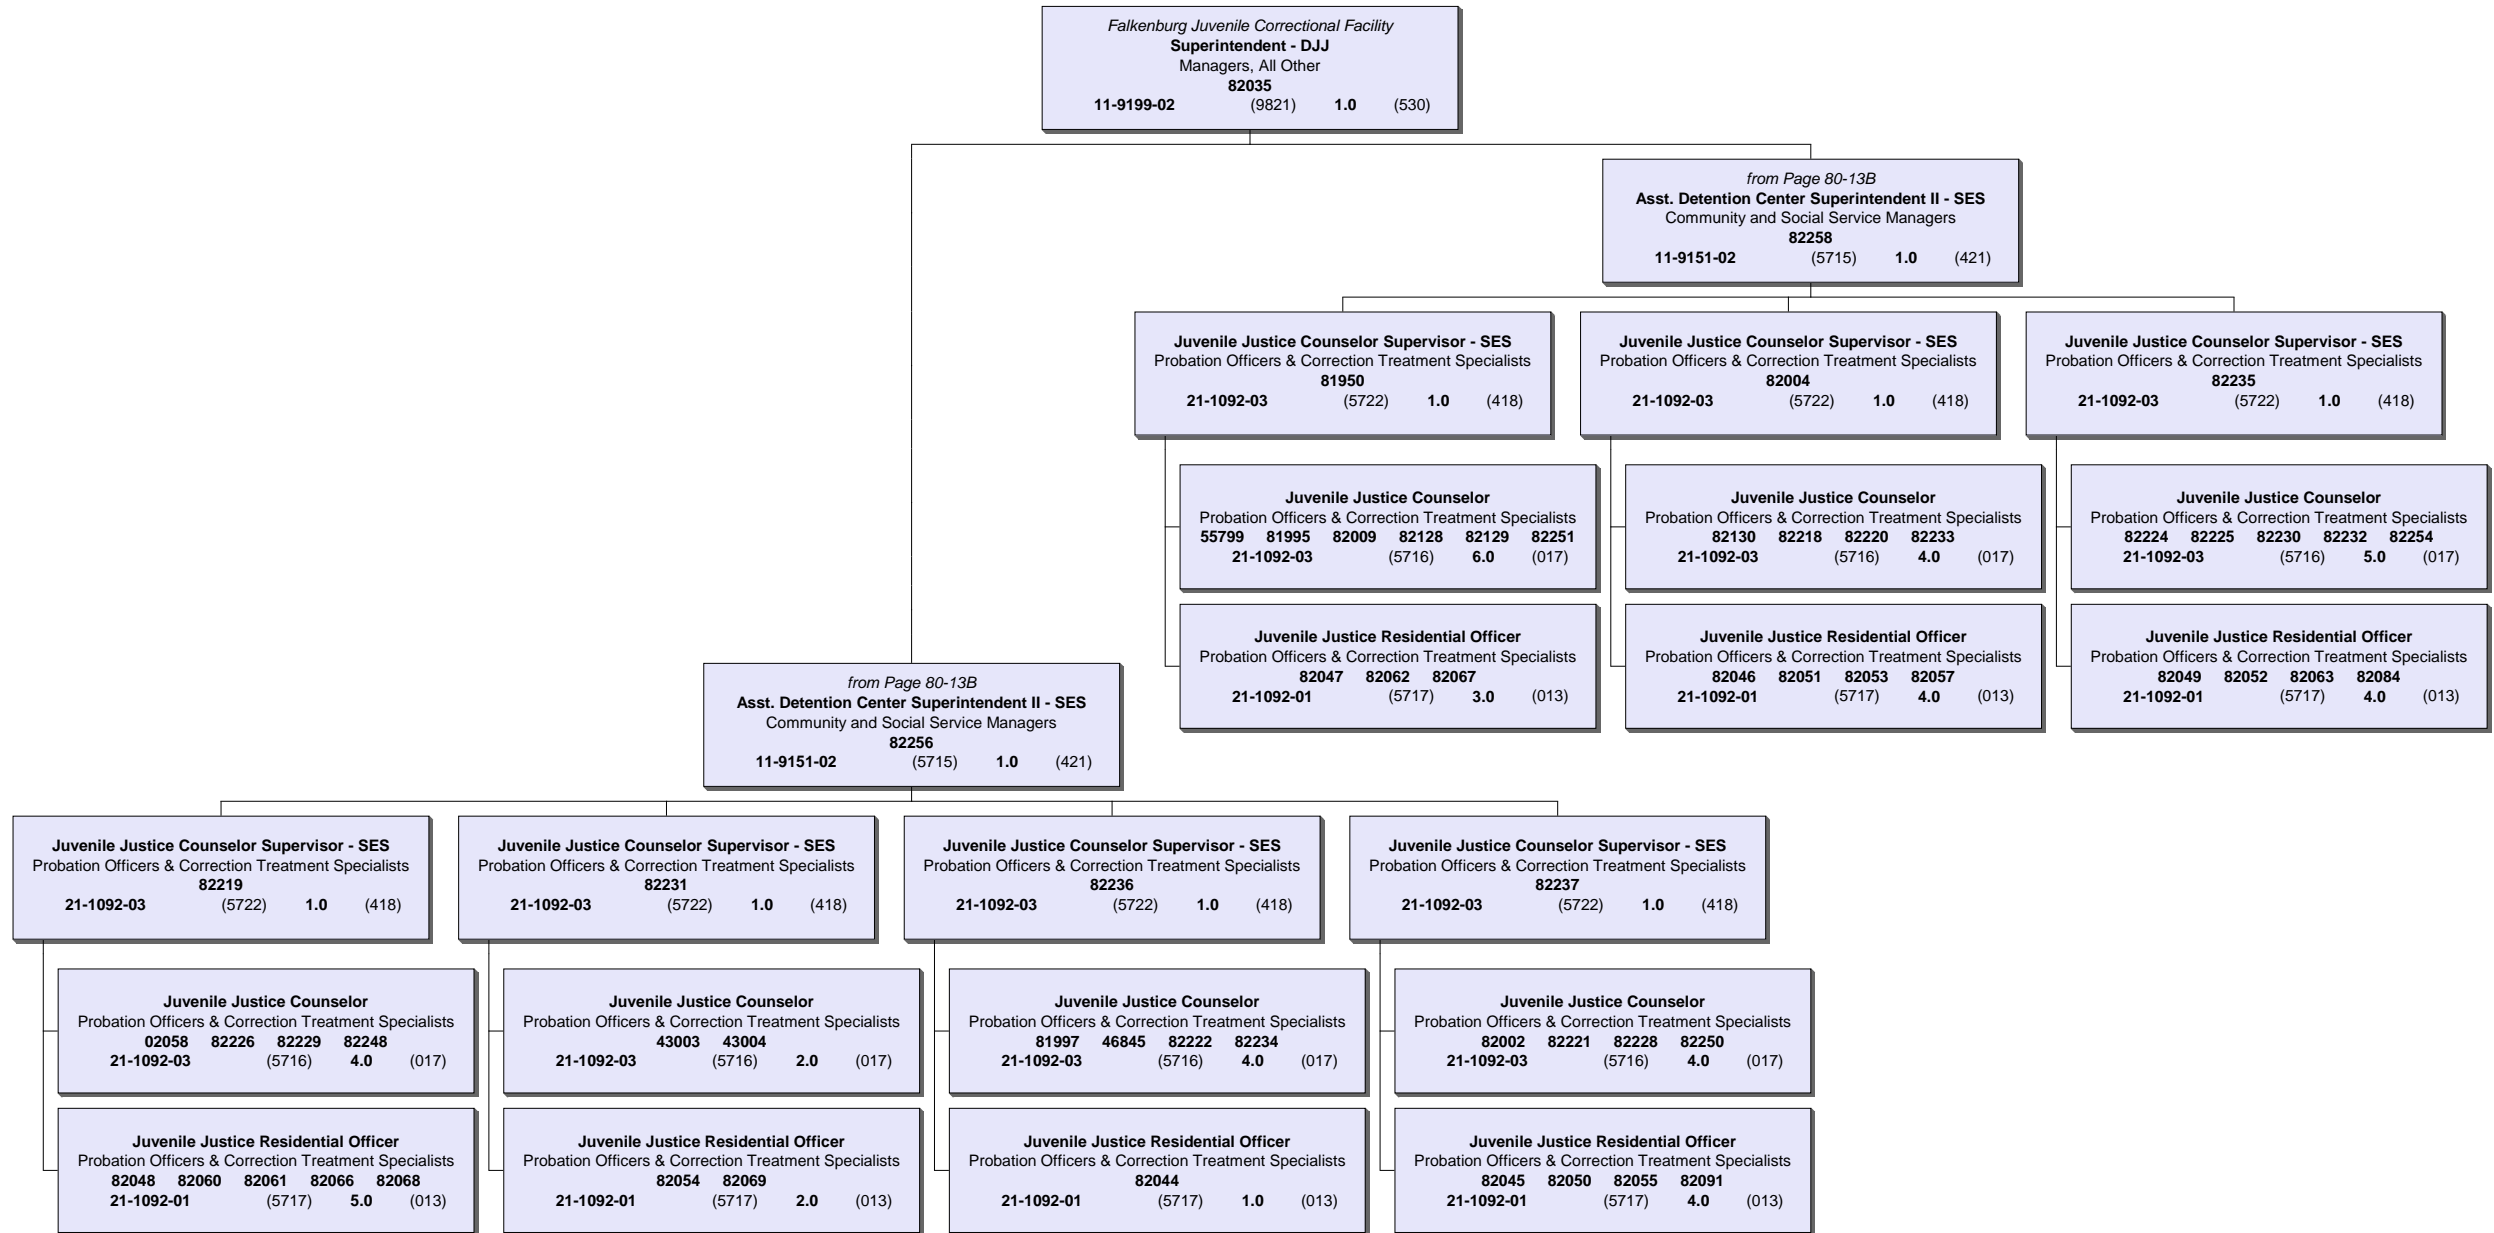 Falkenburg Juvenile Correctional Facility
Superintendent - DJJ
Managers, All Other
82035
11-9199-02 (9821) 1.0 (530)
from Page 80-13B
Asst. Detention Center Superintendent II - SES
Community and Social Service Managers
82258
11-9151-02 (5715) 1.0 (421)
Juvenile Justice Counselor Supervisor - SES
Probation Officers & Correction Treatment Specialists
81950
21-1092-03 (5722) 1.0 (418)
Juvenile Justice Counselor
Probation Officers & Correction Treatment Specialists
55799 81995 82009 82128 82129 82251
21-1092-03 (5716) 6.0 (017)
Juvenile Justice Residential Officer
Probation Officers & Correction Treatment Specialists
82047 82062 82067
21-1092-01 (5717) 3.0 (013)
Juvenile Justice Counselor Supervisor - SES
Probation Officers & Correction Treatment Specialists
82004
21-1092-03 (5722) 1.0 (418)
Juvenile Justice Counselor
Probation Officers & Correction Treatment Specialists
82130 82218 82220 82233
21-1092-03 (5716) 4.0 (017)
Juvenile Justice Residential Officer
Probation Officers & Correction Treatment Specialists
82046 82051 82053 82057
21-1092-01 (5717) 4.0 (013)
Juvenile Justice Counselor Supervisor - SES
Probation Officers & Correction Treatment Specialists
82235
21-1092-03 (5722) 1.0 (418)
Juvenile Justice Counselor
Probation Officers & Correction Treatment Specialists
82224 82225 82230 82232 82254
21-1092-03 (5716) 5.0 (017)
Juvenile Justice Residential Officer
Probation Officers & Correction Treatment Specialists
82049 82052 82063 82084
21-1092-01 (5717) 4.0 (013)
from Page 80-13B
Asst. Detention Center Superintendent II - SES
Community and Social Service Managers
82256
11-9151-02 (5715) 1.0 (421)
Juvenile Justice Counselor Supervisor - SES
Probation Officers & Correction Treatment Specialists
82219
21-1092-03 (5722) 1.0 (418)
Juvenile Justice Counselor
Probation Officers & Correction Treatment Specialists
02058 82226 82229 82248
21-1092-03 (5716) 4.0 (017)
Juvenile Justice Residential Officer
Probation Officers & Correction Treatment Specialists
82048 82060 82061 82066 82068
21-1092-01 (5717) 5.0 (013)
Juvenile Justice Counselor Supervisor - SES
Probation Officers & Correction Treatment Specialists
82231
21-1092-03 (5722) 1.0 (418)
Juvenile Justice Counselor
Probation Officers & Correction Treatment Specialists
43003 43004
21-1092-03 (5716) 2.0 (017)
Juvenile Justice Residential Officer
Probation Officers & Correction Treatment Specialists
82054 82069
21-1092-01 (5717) 2.0 (013)
Juvenile Justice Counselor Supervisor - SES
Probation Officers & Correction Treatment Specialists
82236
21-1092-03 (5722) 1.0 (418)
Juvenile Justice Counselor
Probation Officers & Correction Treatment Specialists
81997 46845 82222 82234
21-1092-03 (5716) 4.0 (017)
Juvenile Justice Residential Officer
Probation Officers & Correction Treatment Specialists
82044
21-1092-01 (5717) 1.0 (013)
Juvenile Justice Counselor Supervisor - SES
Probation Officers & Correction Treatment Specialists
82237
21-1092-03 (5722) 1.0 (418)
Juvenile Justice Counselor
Probation Officers & Correction Treatment Specialists
82002 82221 82228 82250
21-1092-03 (5716) 4.0 (017)
Juvenile Justice Residential Officer
Probation Officers & Correction Treatment Specialists
82045 82050 82055 82091
21-1092-01 (5717) 4.0 (013)